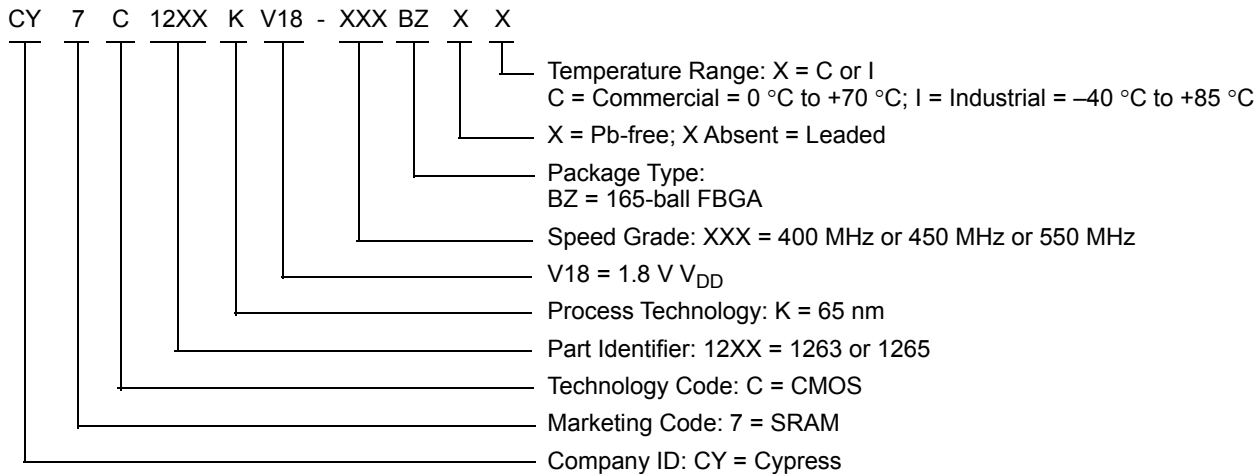 CY 7 C 12XX K V18 - XXX BZ X X
Temperature Range: X = C or I
C = Commercial = 0 °C to +70 °C; I = Industrial = –40 °C to +85 °C
X = Pb-free; X Absent = Leaded
Package Type:
BZ = 165-ball FBGA
Speed Grade: XXX = 400 MHz or 450 MHz or 550 MHz
V18 = 1.8 V VDD
Process Technology: K = 65 nm
Part Identifier: 12XX = 1263 or 1265
Technology Code: C = CMOS
Marketing Code: 7 = SRAM
Company ID: CY = Cypress